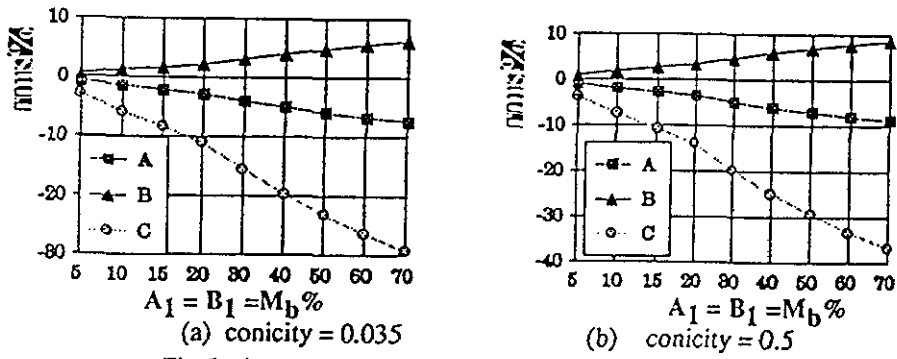 10
0
-10
-20
-80
A
B
C
5 10 15 20 30 40 50 60 70
A1 = B1 =Mb%
(a) conicity = 0.035
10
0
-10
-20
-30
-40
A
B
C
5 10 15 20 30 40 50 60 70
A1 = B1 =Mb%
(b) conicity = 0.5